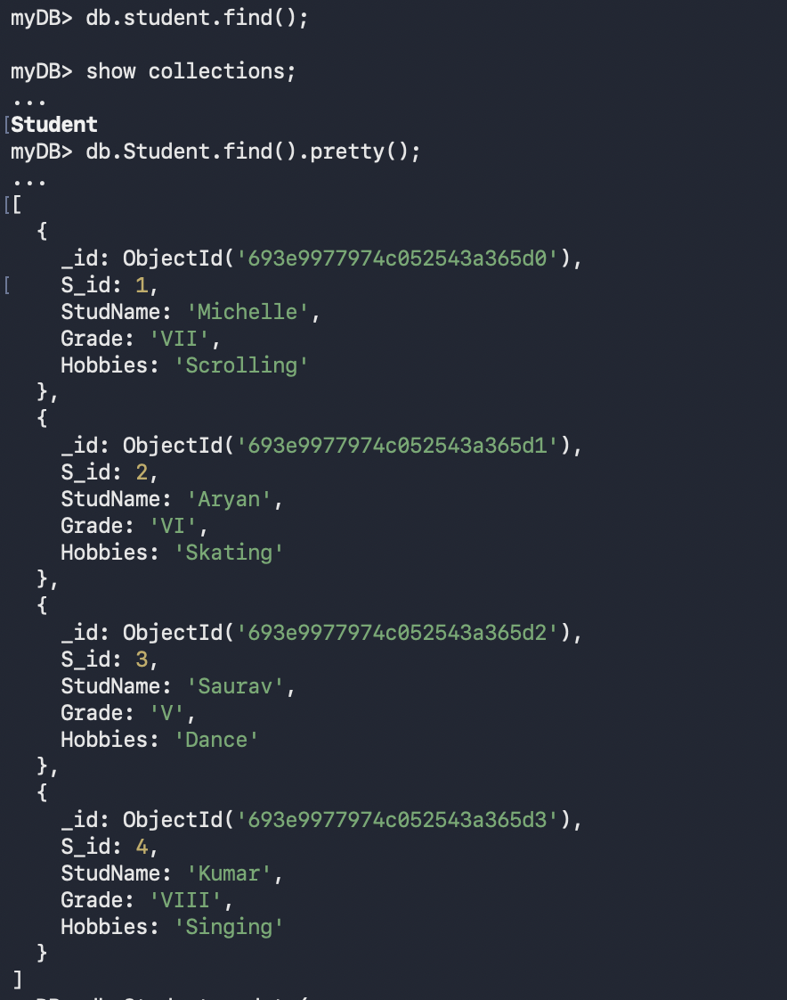 myDB> db.student.find();
myDB> show collections;
...
[Student
myDB> db.Student.find().pretty();
...
[[
  {
    _id: ObjectId('693e9977974c052543a365d0'),
[    S_id: 1,
    StudName: 'Michelle',
    Grade: 'VII',
    Hobbies: 'Scrolling'
  },
  {
    _id: ObjectId('693e9977974c052543a365d1'),
    S_id: 2,
    StudName: 'Aryan',
    Grade: 'VI',
    Hobbies: 'Skating'
  },
  {
    _id: ObjectId('693e9977974c052543a365d2'),
    S_id: 3,
    StudName: 'Saurav',
    Grade: 'V',
    Hobbies: 'Dance'
  },
  {
    _id: ObjectId('693e9977974c052543a365d3'),
    S_id: 4,
    StudName: 'Kumar',
    Grade: 'VIII',
    Hobbies: 'Singing'
  }
]